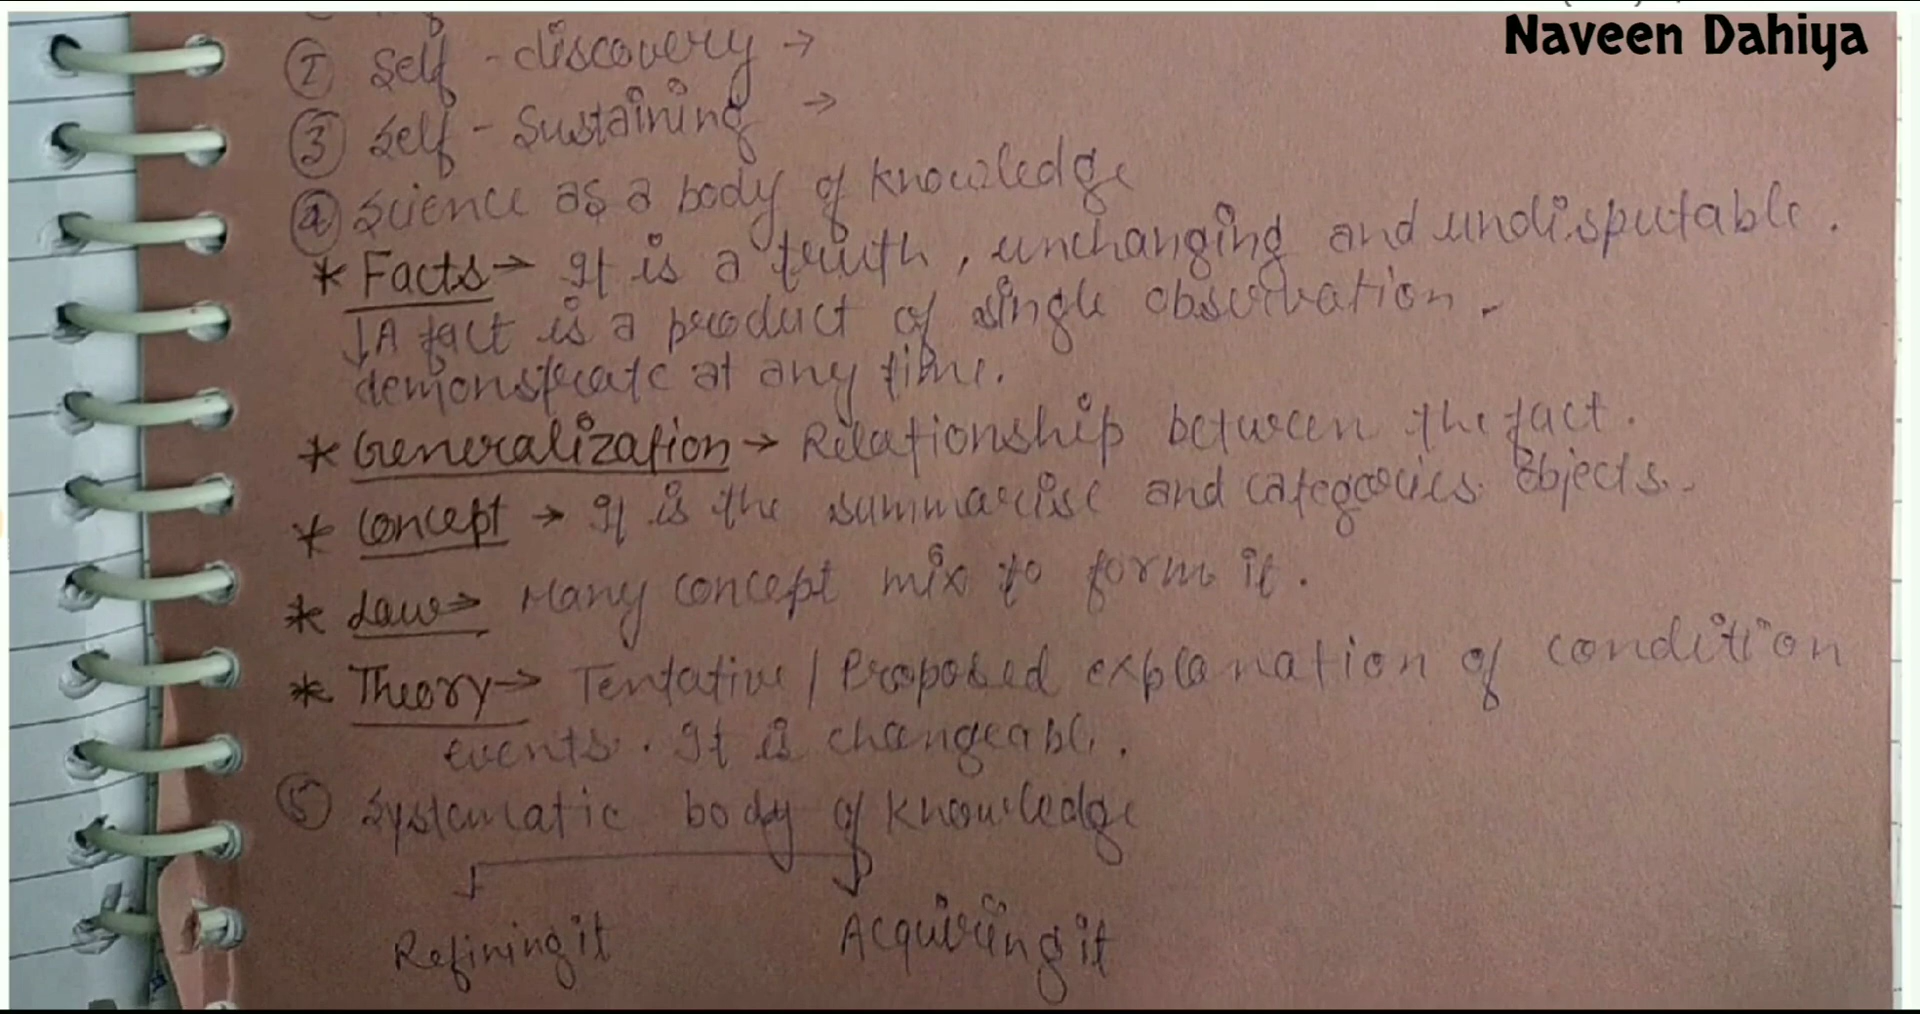 Naveen Dahiya
② Self-discovery →
③ Self-Sustaining →
④ Science as a body of knowledge
* Facts → It is a truth, unchanging and undisputable.
↓ A fact is a product of single observation.
demonstrate at any time.
* Generalization → Relationship between the fact.
* Concept → It is the summarise and categories objects.
* Law → Many concept mix to form it.
* Theory → Tentative / Proposed explanation of condition
events. It is changeable.
⑤ Systematic body of knowledge
Refining it Acquiring it